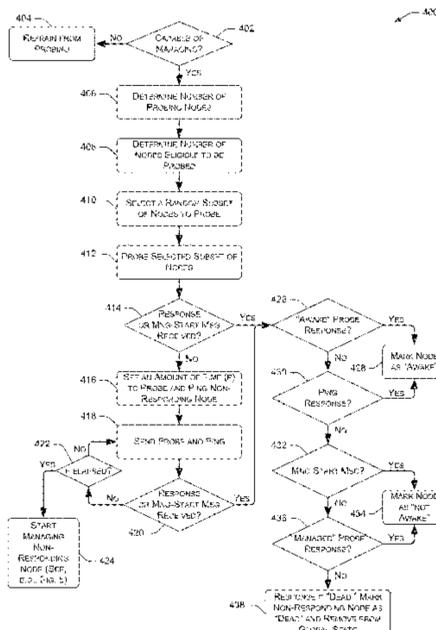 400
404
REFRAIN FROM
PROBING
NO
CAPABLE OF
MANAGING?
402
YES
406
DETERMINE NUMBER OF
PROBING NODES
408
DETERMINE NUMBER OF
NODES ELIGIBLE TO BE
PROBED
410
SELECT A RANDOM SUBSET
OF NODES TO PROBE
412
PROBE SELECTED SUBSET OF
NODES
414
RESPONSE
OR MNG-START MSG
RECEIVED?
YES
NO
416
SET AN AMOUNT OF TIME (P)
TO PROBE AND PING NON-
RESPONDING NODE
418
SEND PROBE AND PING
NO
422
ELAPSED?
YES
NO
RESPONSE
OR MNG-START MSG
RECEIVED?
420
YES
START
MANAGING
NON-
RESPONDING
NODE (SEE,
E.G., FIG. 5)
424
"AWAKE" PROBE
RESPONSE?
YES
MARK NODE
AS "AWAKE"
428
NO
430
PING
RESPONSE?
YES
NO
432
MNG-START MSG?
YES
MARK NODE
AS "NOT
AWAKE"
434
NO
436
"MANAGED" PROBE
RESPONSE?
YES
NO
438
RESPONSE IS "DEAD." MARK
NON-RESPONDING NODE AS
"DEAD" AND REMOVE FROM
GLOBAL STATE